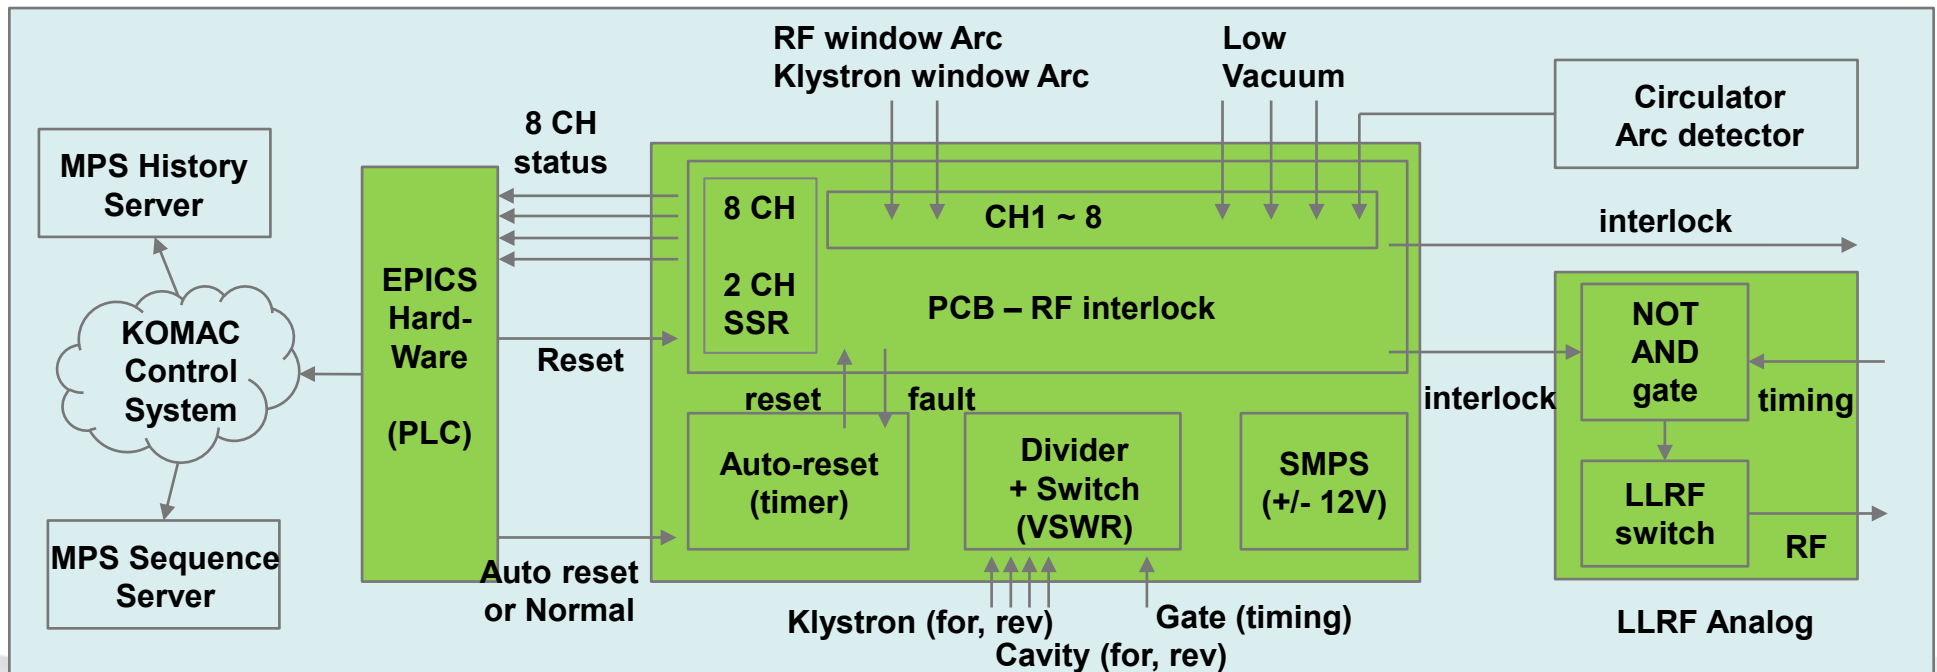 RF window Arc
Klystron window Arc
Low
Vacuum
Circulator
Arc detector
8 CH
status
MPS History
Server
8 CH
CH1 ~ 8
interlock
EPICS
Hard-
Ware
(PLC)
2 CH
SSR
PCB – RF interlock
NOT
AND
gate
KOMAC
Control
System
Reset
reset
fault
interlock
timing
Auto-reset
(timer)
Divider
+ Switch
(VSWR)
SMPS
(+/- 12V)
LLRF
switch
RF
MPS Sequence
Server
Auto reset
or Normal
Klystron (for, rev)
Gate (timing)
Cavity (for, rev)
LLRF Analog